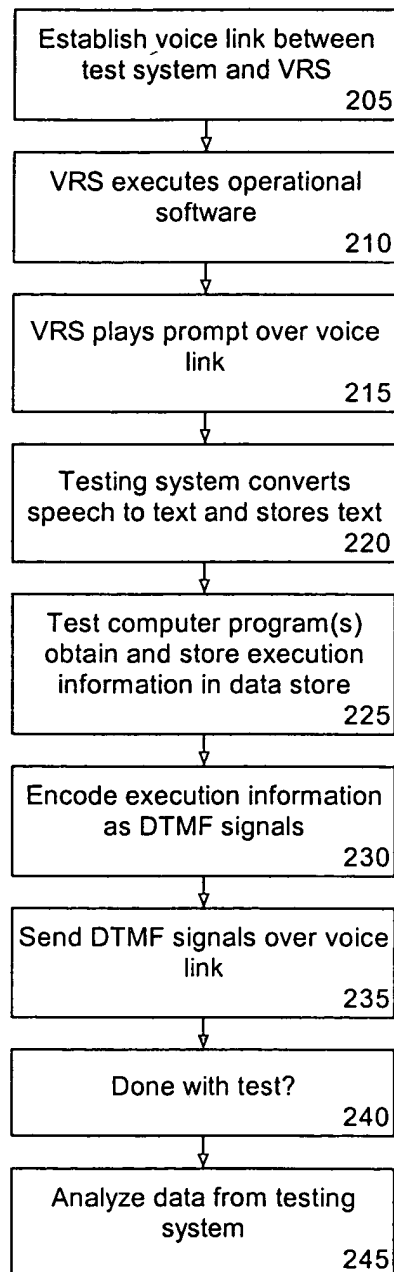 Establish voice link between
test system and VRS
205
VRS executes operational
software
210
VRS plays prompt over voice
link
215
Testing system converts
speech to text and stores text
220
Test computer program(s)
obtain and store execution
information in data store
225
Encode execution information
as DTMF signals
230
Send DTMF signals over voice
link
235
Done with test?
240
Analyze data from testing
system
245